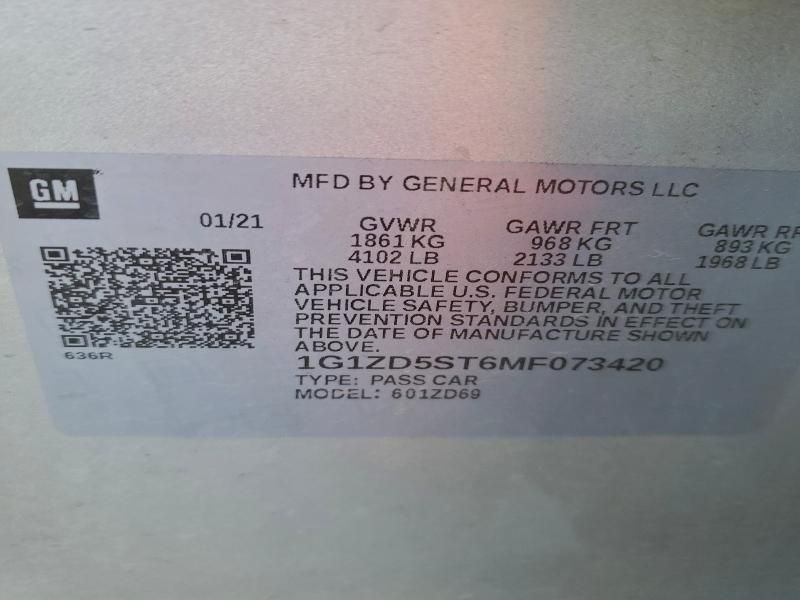 GM
MFD BY GENERAL MOTORS LLC
01/21 GVWR GAWR FRT GAWR RR
1861 KG 968 KG 893 KG
4102 LB 2133 LB 1968 LB
THIS VEHICLE CONFORMS TO ALL
APPLICABLE U.S. FEDERAL MOTOR
VEHICLE SAFETY, BUMPER, AND THEFT
PREVENTION STANDARDS IN EFFECT ON
THE DATE OF MANUFACTURE SHOWN
ABOVE.
636R
1G1ZD5ST6MF073420
TYPE: PASS CAR
MODEL: 601ZD69